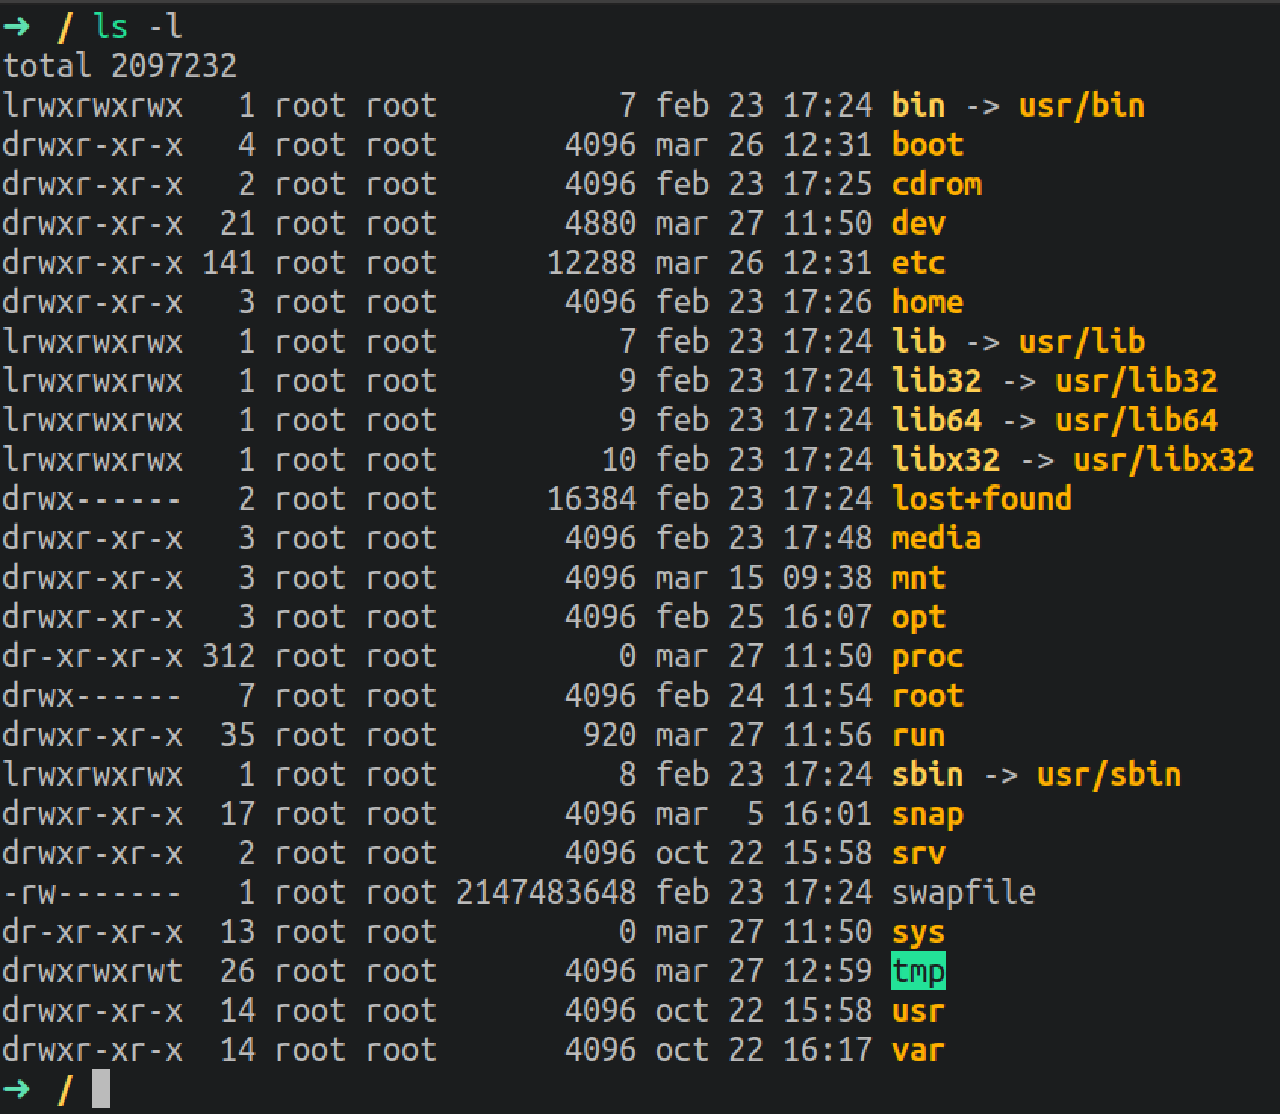 ➜  / ls -l
total 2097232
lrwxrwxrwx   1 root root          7 feb 23 17:24 bin -> usr/bin
drwxr-xr-x   4 root root       4096 mar 26 12:31 boot
drwxr-xr-x   2 root root       4096 feb 23 17:25 cdrom
drwxr-xr-x  21 root root       4880 mar 27 11:50 dev
drwxr-xr-x 141 root root      12288 mar 26 12:31 etc
drwxr-xr-x   3 root root       4096 feb 23 17:26 home
lrwxrwxrwx   1 root root          7 feb 23 17:24 lib -> usr/lib
lrwxrwxrwx   1 root root          9 feb 23 17:24 lib32 -> usr/lib32
lrwxrwxrwx   1 root root          9 feb 23 17:24 lib64 -> usr/lib64
lrwxrwxrwx   1 root root         10 feb 23 17:24 libx32 -> usr/libx32
drwx------   2 root root      16384 feb 23 17:24 lost+found
drwxr-xr-x   3 root root       4096 feb 23 17:48 media
drwxr-xr-x   3 root root       4096 mar 15 09:38 mnt
drwxr-xr-x   3 root root       4096 feb 25 16:07 opt
dr-xr-xr-x 312 root root          0 mar 27 11:50 proc
drwx------   7 root root       4096 feb 24 11:54 root
drwxr-xr-x  35 root root        920 mar 27 11:56 run
lrwxrwxrwx   1 root root          8 feb 23 17:24 sbin -> usr/sbin
drwxr-xr-x  17 root root       4096 mar  5 16:01 snap
drwxr-xr-x   2 root root       4096 oct 22 15:58 srv
-rw-------   1 root root 2147483648 feb 23 17:24 swapfile
dr-xr-xr-x  13 root root          0 mar 27 11:50 sys
drwxrwxrwt  26 root root       4096 mar 27 12:59 tmp
drwxr-xr-x  14 root root       4096 oct 22 15:58 usr
drwxr-xr-x  14 root root       4096 oct 22 16:17 var
➜  /